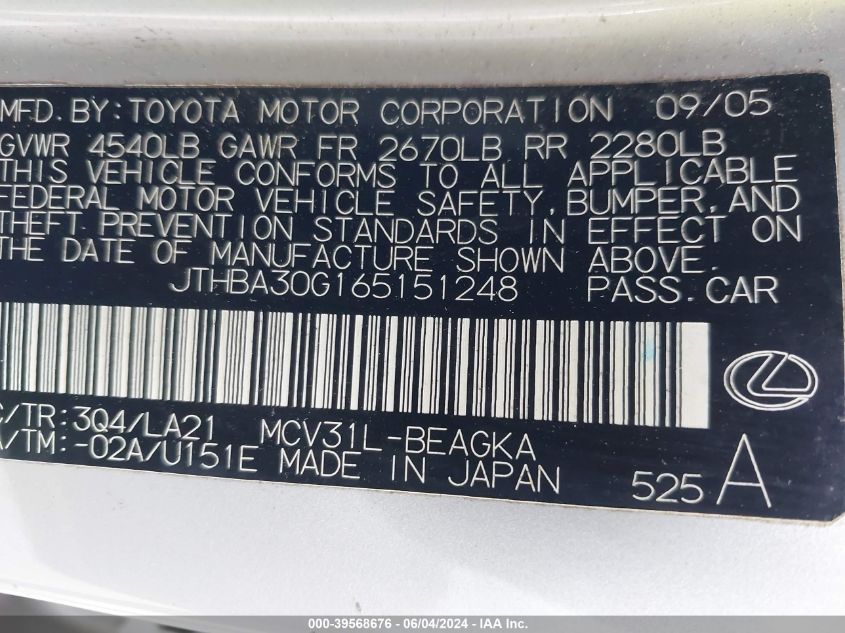 MFD. BY: TOYOTA MOTOR CORPORATION 09/05
GVWR 4540LB GAWR FR 2670LB RR 2280LB
THIS VEHICLE CONFORMS TO ALL APPLICABLE
FEDERAL MOTOR VEHICLE SAFETY, BUMPER, AND
THEFT PREVENTION STANDARDS IN EFFECT ON
THE DATE OF MANUFACTURE SHOWN ABOVE.
JTHBA30G165151248 PASS. CAR
C/TR: 3Q4/LA21 MCV31L-BEAGKA
A/TM: -02A/U151E MADE IN JAPAN 525 A
000-39568676 / 06/04/2024 - IAA Inc.